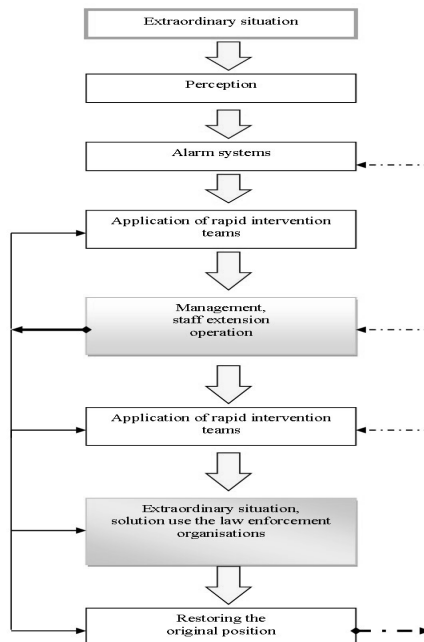 Extraordinary situation
Perception
Alarm systems
Application of rapid intervention
teams
Management,
staff extension
operation
Application of rapid intervention
teams
Extraordinary situation,
solution use the law enforcement
organisations
Restoring the
original position